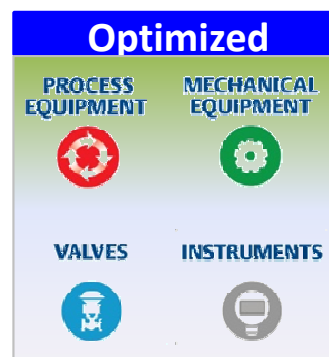 Optimized
PROCESS
EQUIPMENT
MECHANICAL
EQUIPMENT
VALVES
INSTRUMENTS